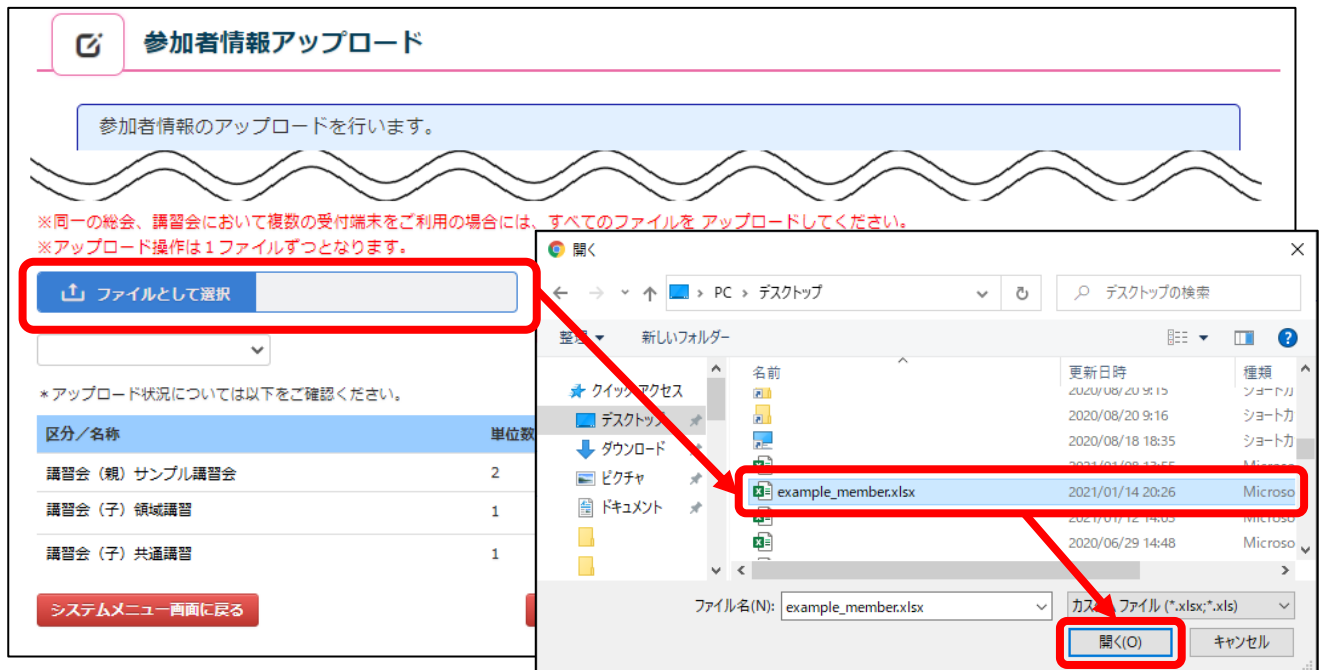 参加者情報アップロード
参加者情報のアップロードを行います。
※同一の総会、講習会において複数の受付端末をご利用の場合には、すべてのファイルを アップロードしてください。
※アップロード操作は１ファイルずつとなります。
ファイルとして選択
＊アップロード状況については以下をご確認ください。
区分／名称 単位数
講習会（親）サンプル講習会 2
講習会（子）領域講習 1
講習会（子）共通講習 1
システムメニュー画面に戻る
開く
PC › デスクトップ
デスクトップの検索
整理
新しいフォルダー
クイック アクセス
デスクトップ
ダウンロード
ピクチャ
ドキュメント
名前 更新日時 種類
2020/08/20 9:15 ショートカ
2020/08/20 9:16 ショートカ
2020/08/18 18:35 ショートカ
example_member.xlsx 2021/01/14 20:26 Microso
2020/06/29 14:48 Microso
ファイル名(N): example_member.xlsx
ファイル (*.xlsx;*.xls)
開く(O) キャンセル